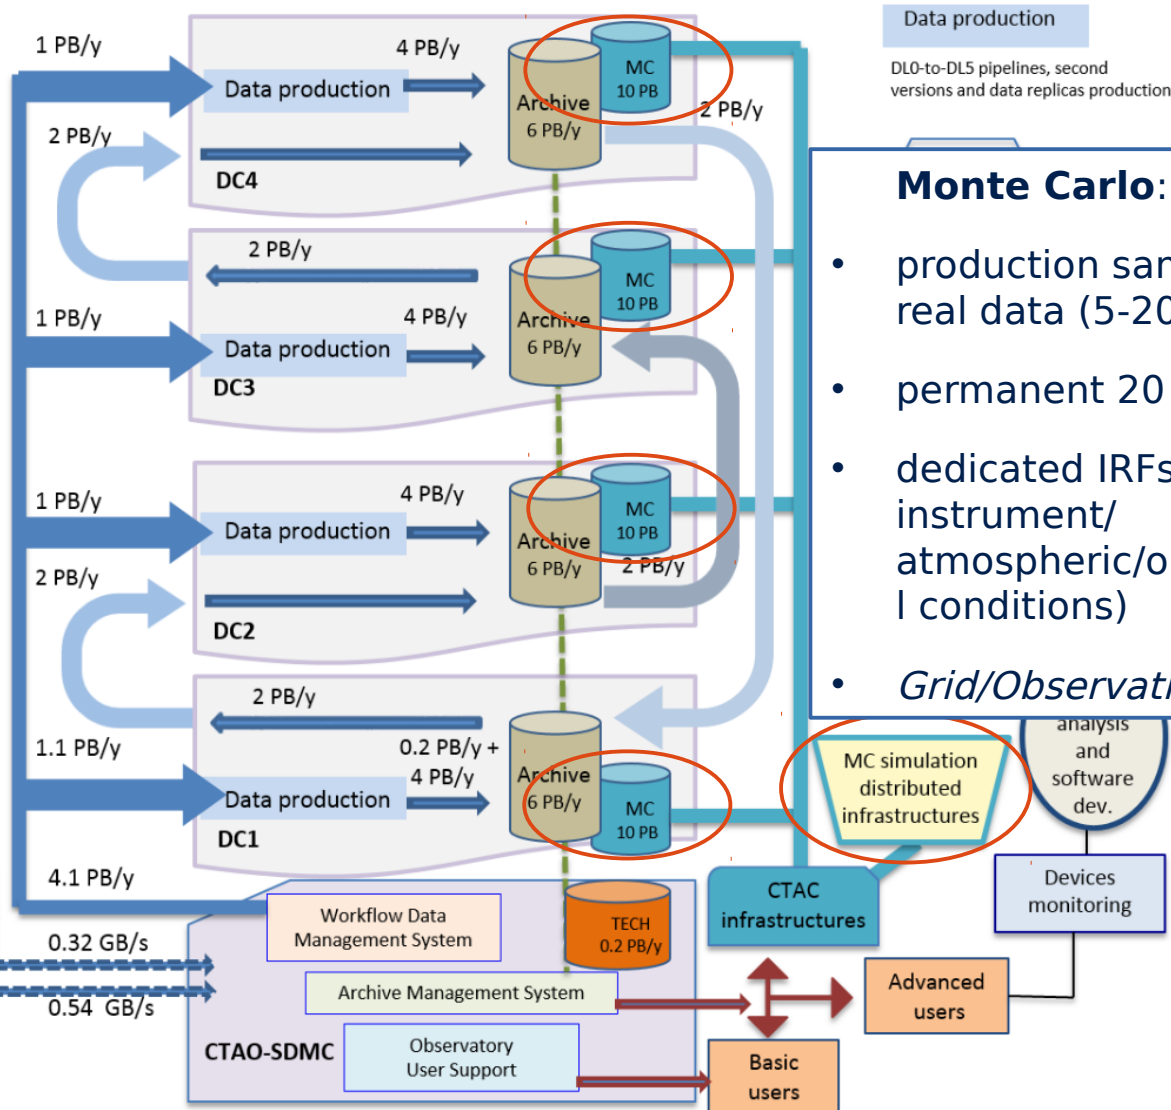 Data production
DL0-to-DL5 pipelines, second
versions and data replicas production
1 PB/y
4 PB/y
Data production
MC
10 PB
Archive
6 PB/y
2 PB/y
2 PB/y
DC4
Monte Carlo:
• production
real data (5-20
• permanent 20
• dedicated IRFs
instrument/
atmospheric/o
l conditions)
• Grid/Observati
2 PB/y
MC
10 PB
1 PB/y
4 PB/y
Archive
6 PB/y
Data production
DC3
1 PB/y
4 PB/y
MC
10 PB
Data production
Archive
6 PB/y
2 PB/y
2 PB/y
DC2
2 PB/y
1.1 PB/y
0.2 PB/y +
4 PB/y
Archive
6 PB/y
Data production
MC
10 PB
DC1
analysis
and
software
dev.
MC simulation
distributed
infrastructures
4.1 PB/y
CTAC
infrastructures
Devices
monitoring
Workflow Data
Management System
TECH
0.2 PB/y
0.32 GB/s
0.54 GB/s
Archive Management System
Advanced
users
CTAO-SDMC
Observatory
User Support
Basic
users